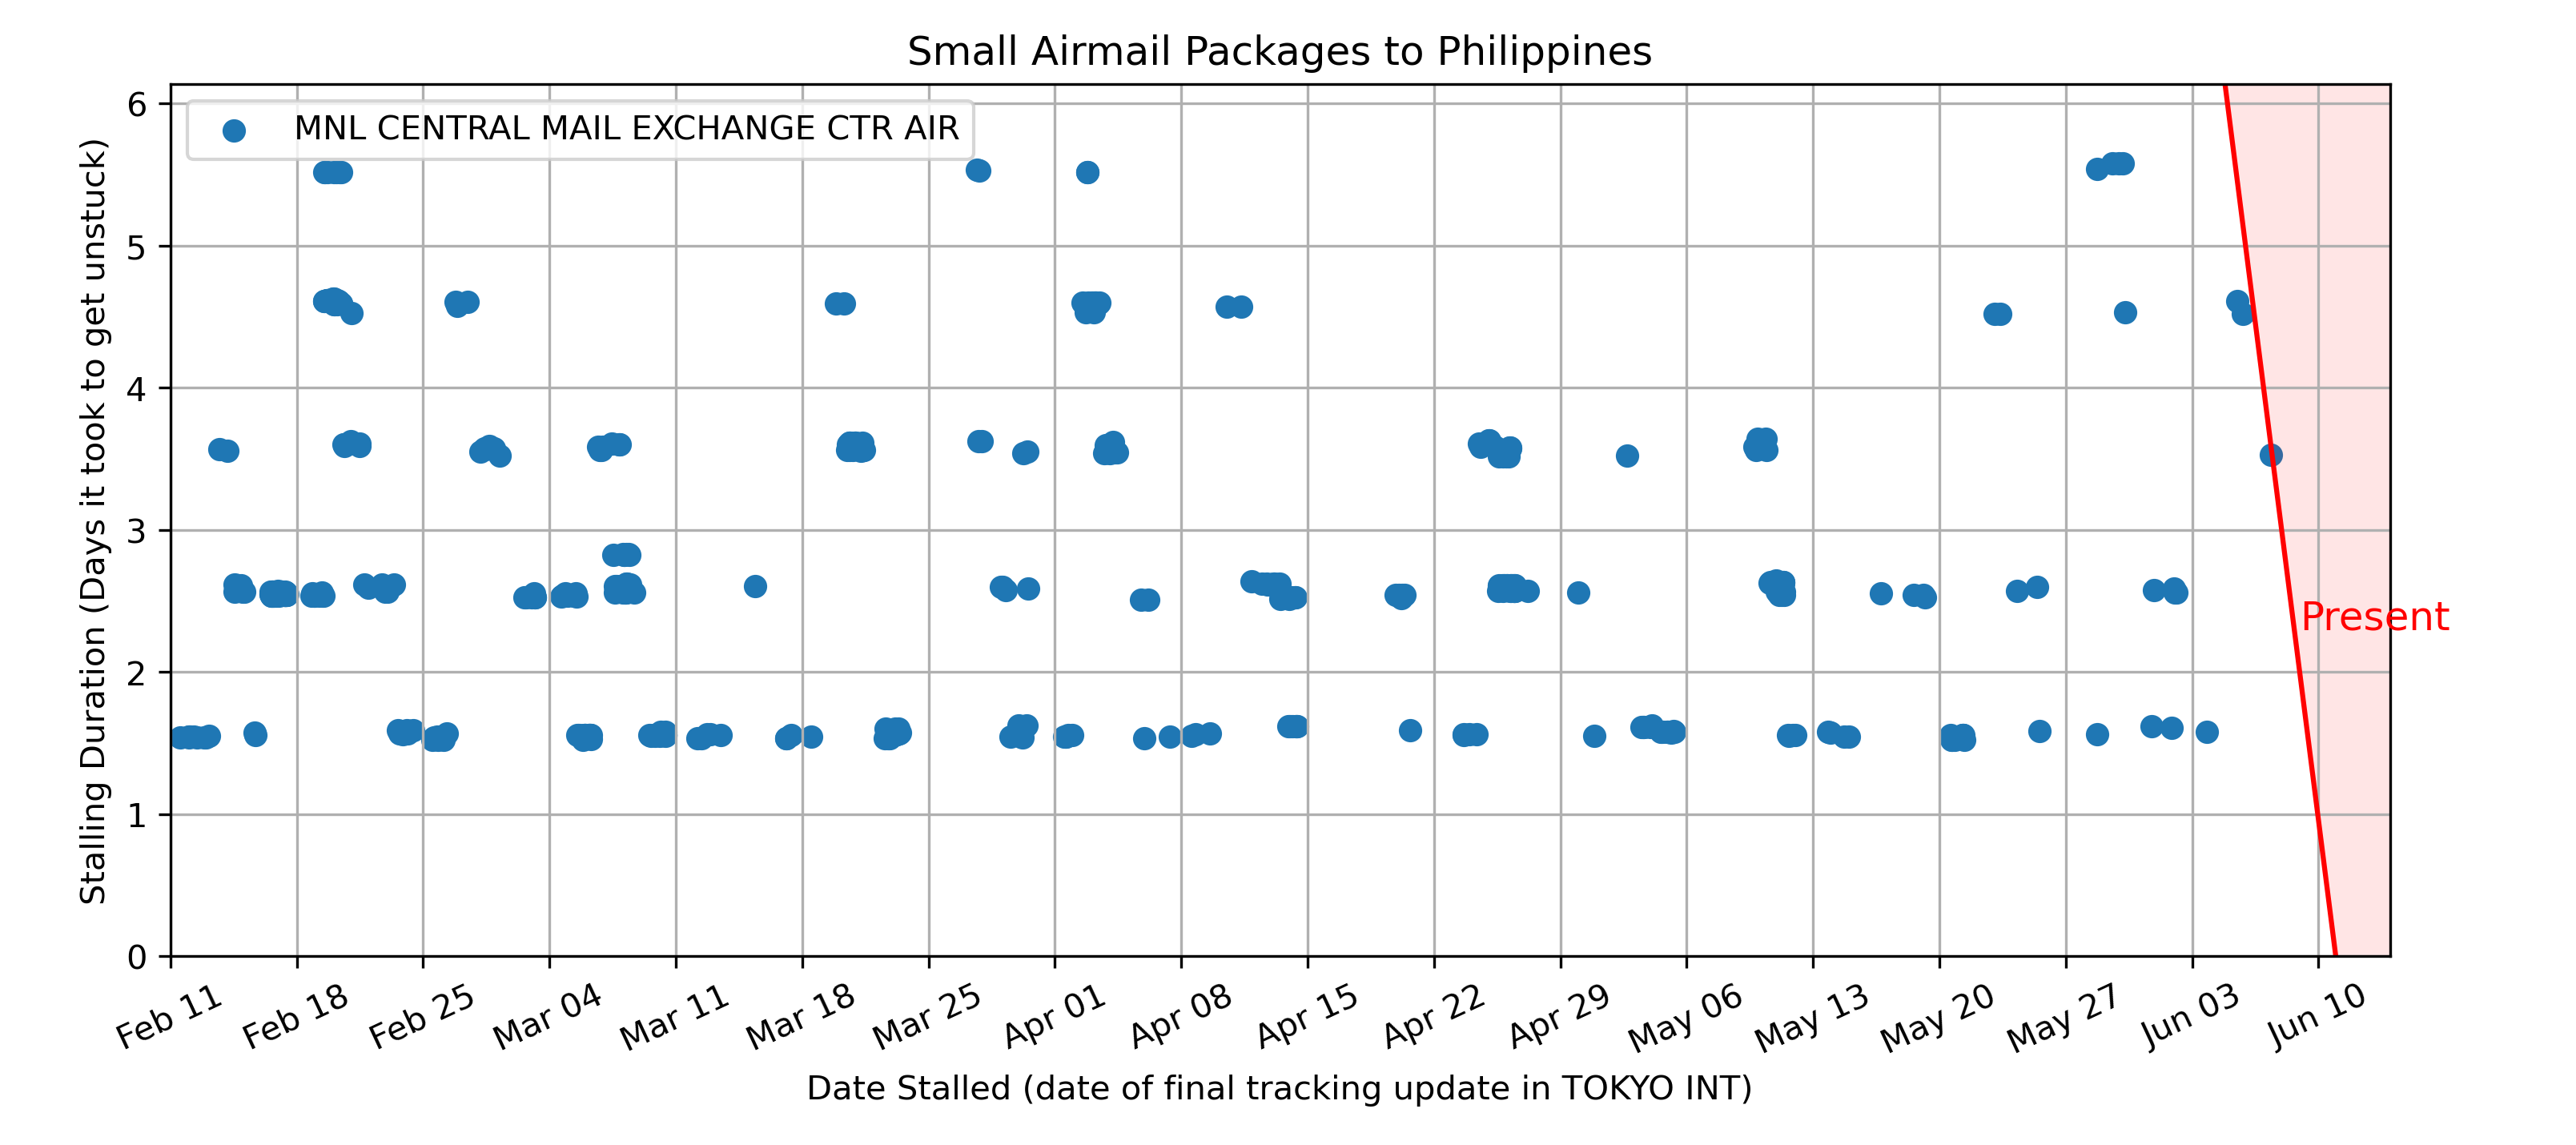 Small Airmail Packages to Philippines
MNL CENTRAL MAIL EXCHANGE CTR AIR
Stalling Duration (Days it took to get unstuck)
6
5
4
3
2
1
0
Present
Feb 11
Feb 18
Feb 25
Mar 04
Mar 11
Mar 18
Mar 25
Apr 01
Apr 08
Apr 15
Apr 22
Apr 29
May 06
May 13
May 20
May 27
Jun 03
Jun 10
Date Stalled (date of final tracking update in TOKYO INT)